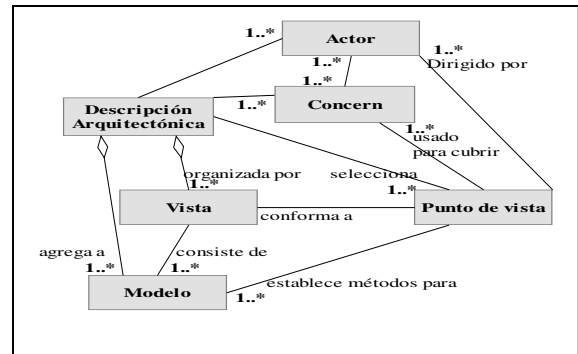 1..*
Actor
1..*
1..*
Dirigido por
1..*
1..*
Concern
Descripción
Arquitectónica
1..*
usado
para cubrir
organizada por
1..*
selecciona
1..*
Vista
conforma a
Punto de vista
agrega a
1..*
consiste de
1..*
Modelo
establece métodos para
1..*